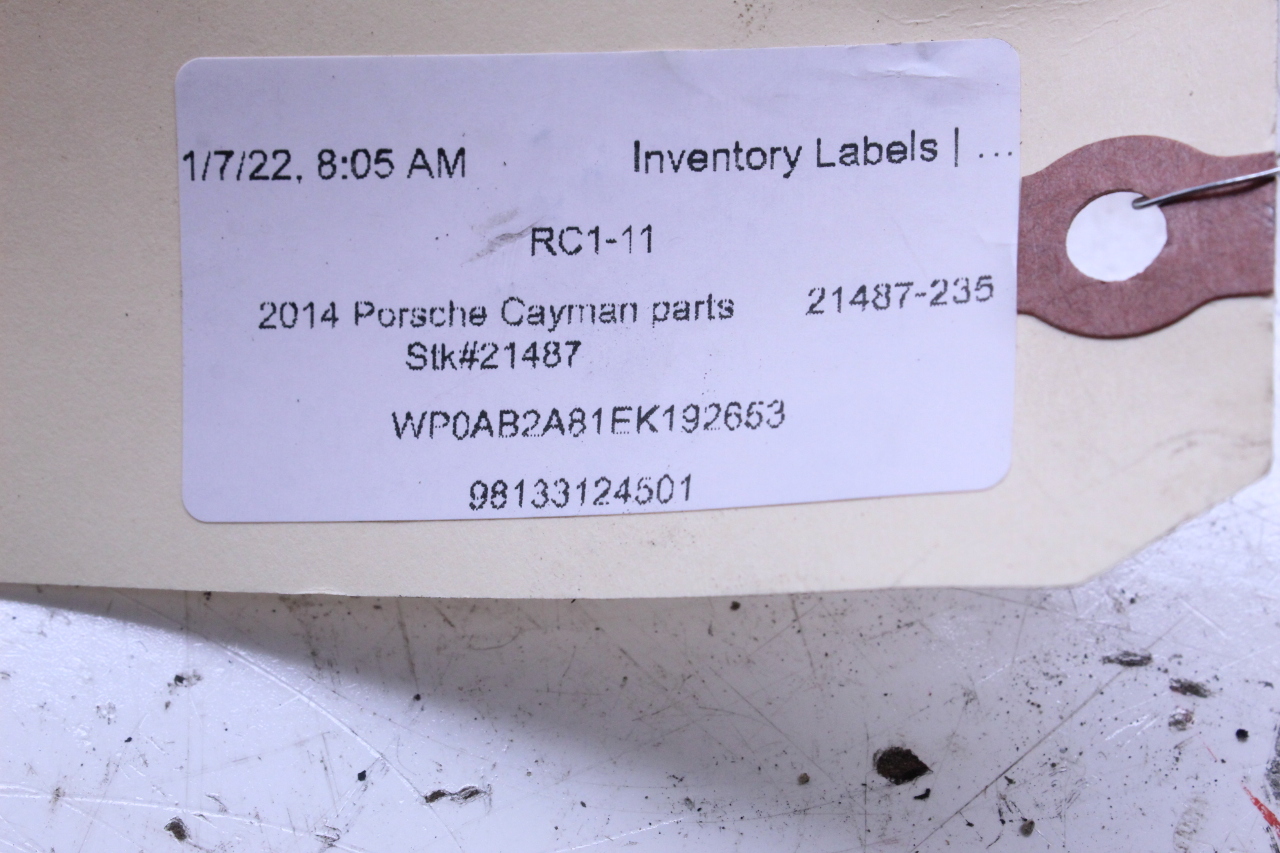 1/7/22, 8:05 AM Inventory Labels | ...
RC1-11
2014 Porsche Cayman parts 21487-235
Stk#21487
WP0AB2A81EK192653
98133124501